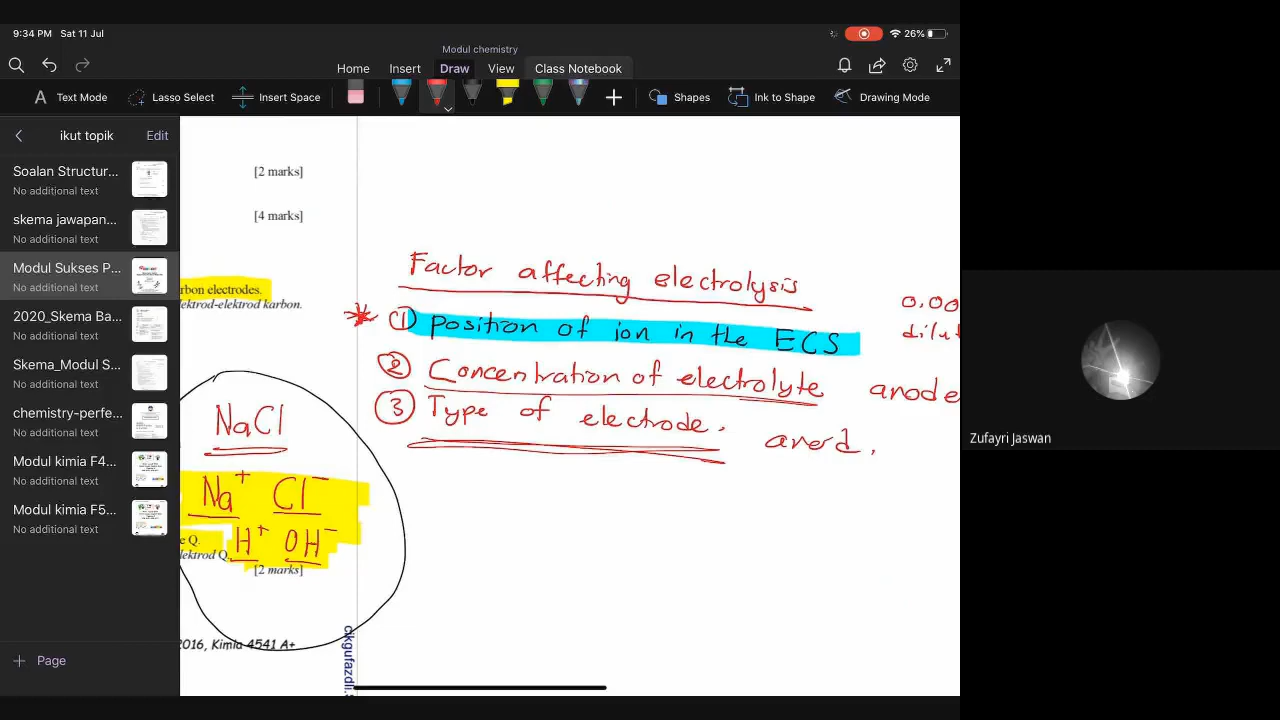 9:34 PM Sat 11 Jul
26%
Modul chemistry
Home Insert Draw View Class Notebook
Text Mode Lasso Select Insert Space Shapes Ink to Shape Drawing Mode
ikut topik Edit
Soalan Structur...
No additional text
skema jawapan...
No additional text
Modul Sukses P...
No additional text
2020_Skema Ba...
No additional text
Skema_Modul S...
No additional text
chemistry-perfe...
No additional text
Modul kimia F4...
No additional text
Modul kimia F5...
No additional text
Page
[2 marks]
[4 marks]
rbon electrodes.
lektrod-elektrod karbon.
NaCl
Na+ Cl-
H+ OH-
e Q.
lektrod Q.
[2 marks]
2016, Kimia 4541 A+
cikgufazdli.
Factor affecting electrolysis
① position of ion in the ECS
② Concentration of electrolyte anode
③ Type of electrode. anod.
0.00
dilut
Zufayri Jaswan